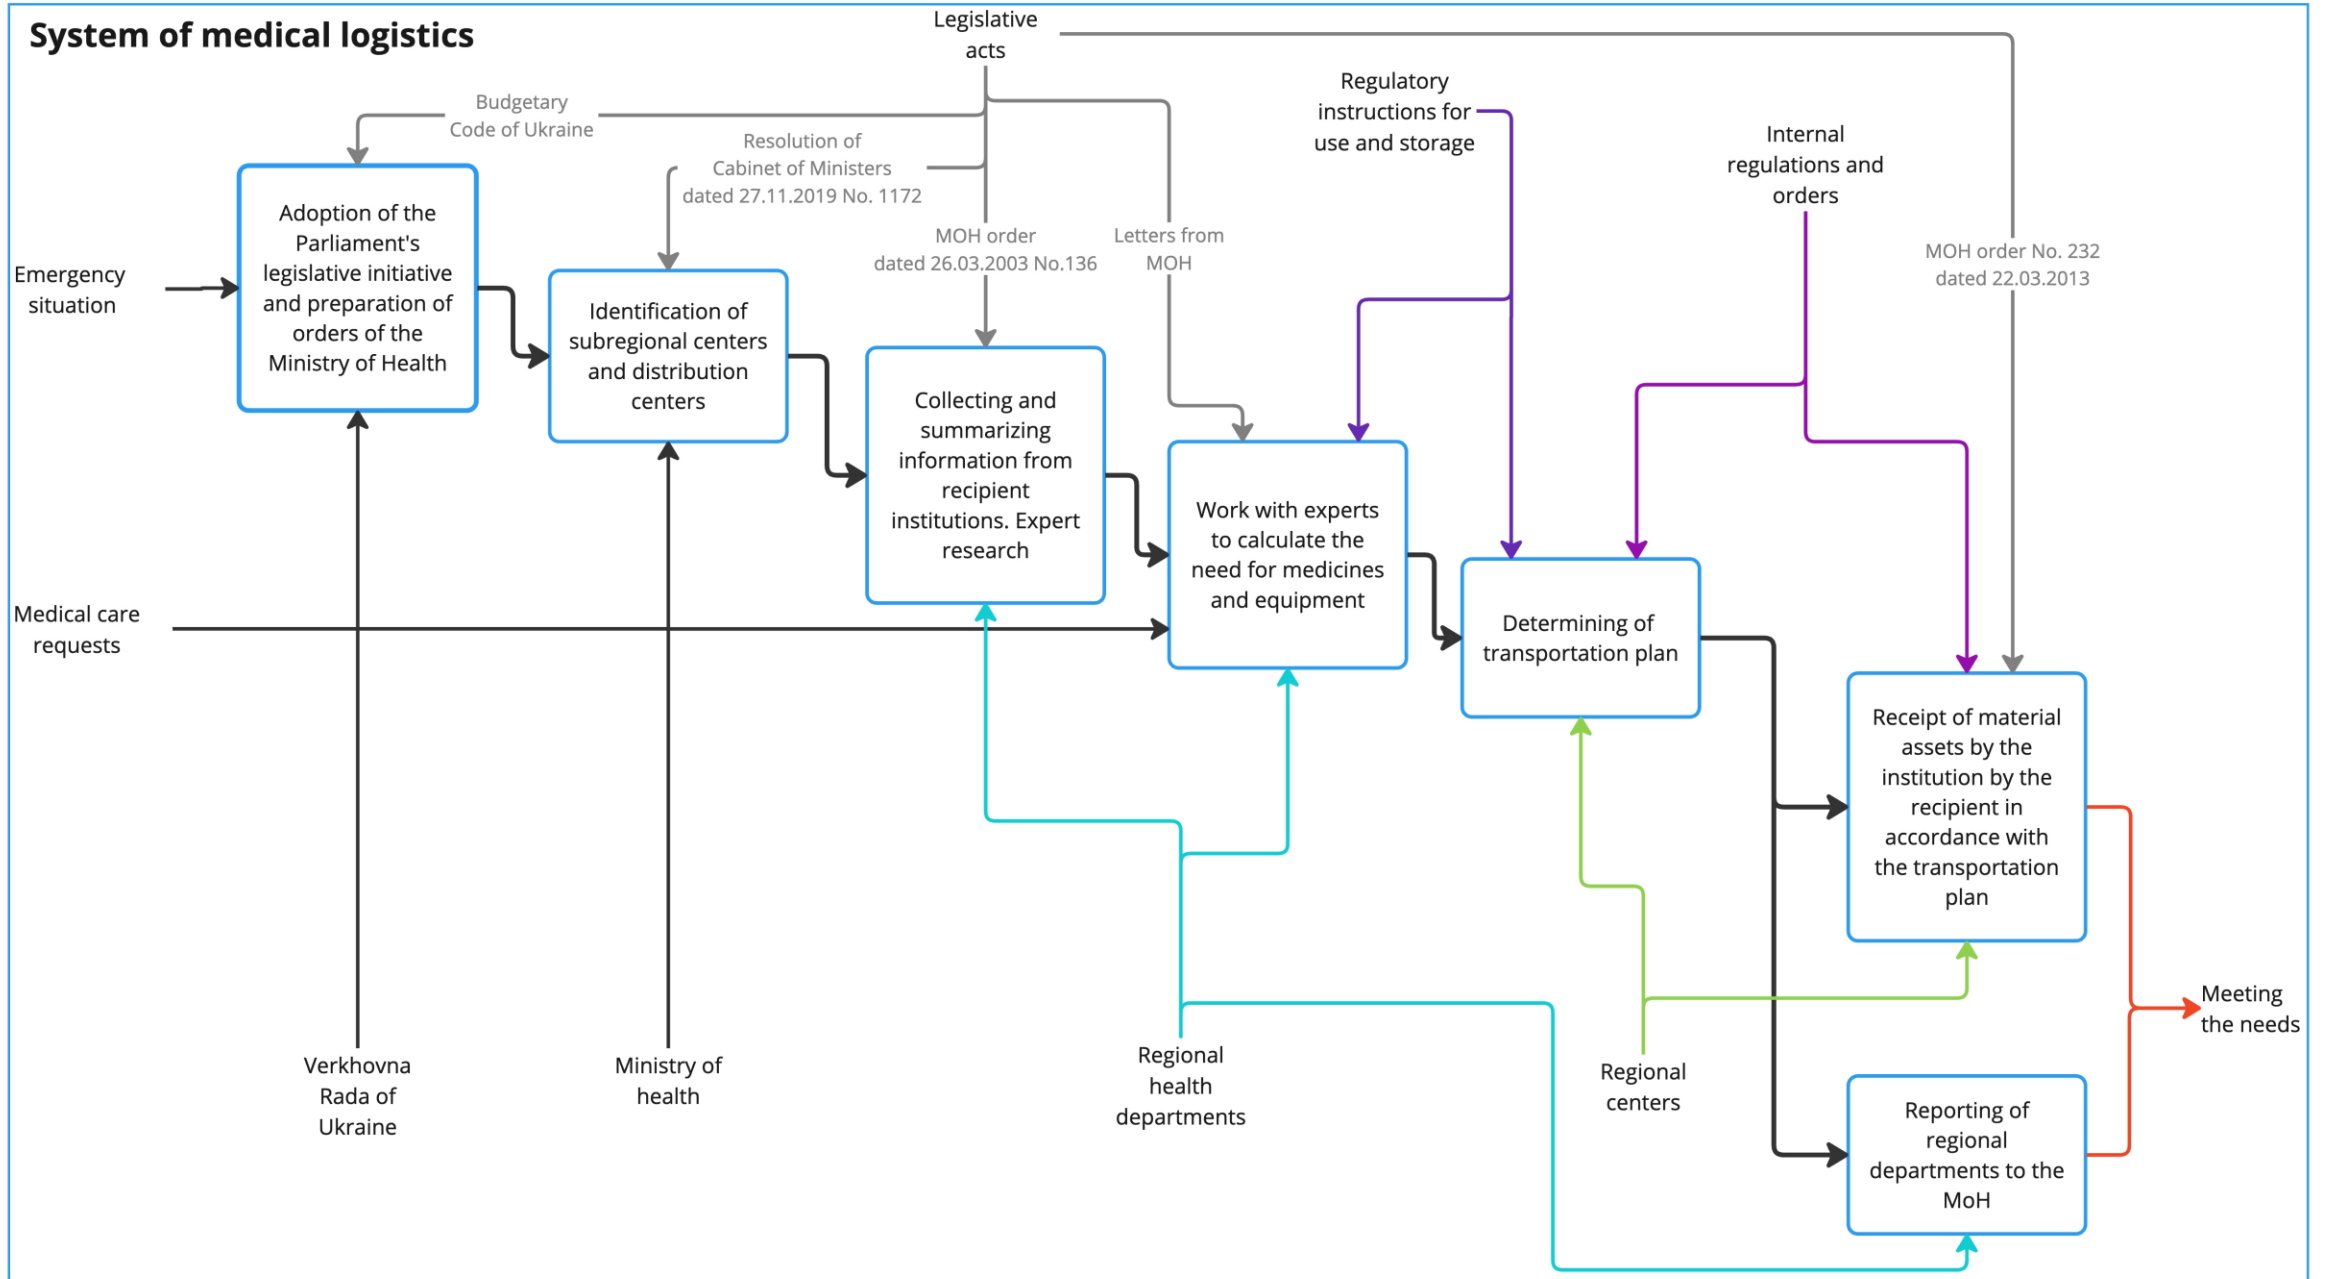 System of medical logistics
Legislative
acts
Budgetary
Code of Ukraine
Resolution of
Cabinet of Ministers
dated 27.11.2019 No. 1172
MOH order
dated 26.03.2003 No.136
Letters from
MOH
Regulatory
instructions for
use and storage
Internal
regulations and
orders
MOH order No. 232
dated 22.03.2013
Emergency
situation
Adoption of the
Parliament's
legislative initiative
and preparation of
orders of the
Ministry of Health
Identification of
subregional centers
and distribution
centers
Collecting and
summarizing
information from
recipient
institutions. Expert
research
Work with experts
to calculate the
need for medicines
and equipment
Medical care
requests
Determining of
transportation plan
Receipt of material
assets by the
institution by the
recipient in
accordance with
the transportation
plan
Meeting
the needs
Verkhovna
Rada of
Ukraine
Ministry of
health
Regional
health
departments
Regional
centers
Reporting of
regional
departments to the
MoH